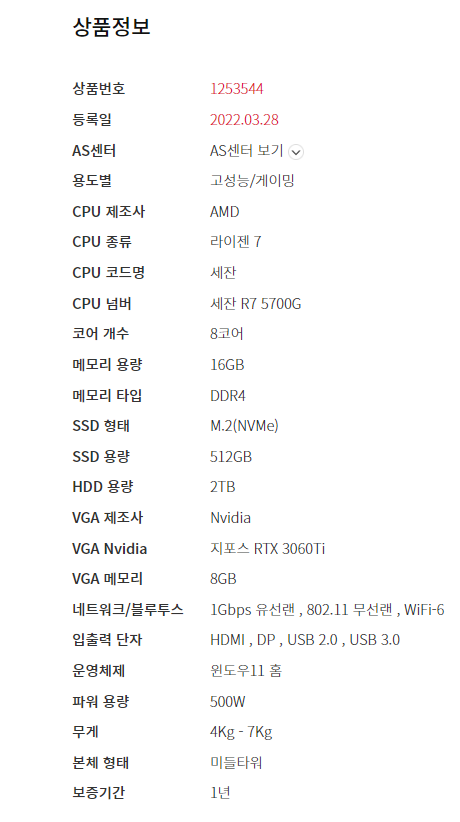 상품정보
상품번호 1253544
등록일 2022.03.28
AS센터 AS센터 보기
용도별 고성능/게이밍
CPU 제조사 AMD
CPU 종류 라이젠 7
CPU 코드명 세잔
CPU 넘버 세잔 R7 5700G
코어 개수 8코어
메모리 용량 16GB
메모리 타입 DDR4
SSD 형태 M.2(NVMe)
SSD 용량 512GB
HDD 용량 2TB
VGA 제조사 Nvidia
VGA Nvidia 지포스 RTX 3060Ti
VGA 메모리 8GB
네트워크/블루투스 1Gbps 유선랜 , 802.11 무선랜 , WiFi-6
입출력 단자 HDMI , DP , USB 2.0 , USB 3.0
운영체제 윈도우11 홈
파워 용량 500W
무게 4Kg - 7Kg
본체 형태 미들타워
보증기간 1년